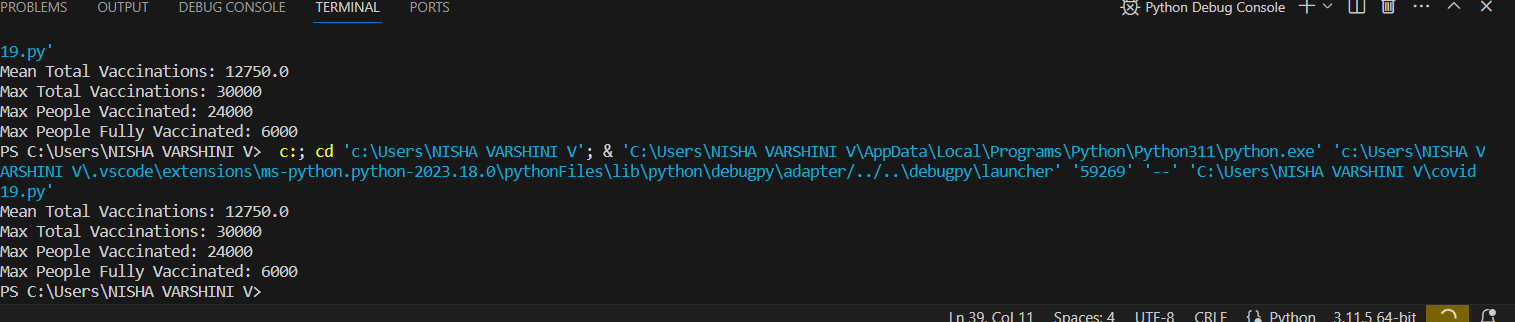 PROBLEMS OUTPUT DEBUG CONSOLE TERMINAL PORTS Python Debug Console
19.py'
Mean Total Vaccinations: 12750.0
Max Total Vaccinations: 30000
Max People Vaccinated: 24000
Max People Fully Vaccinated: 6000
PS C:\Users\NISHA VARSHINI V>  c:; cd 'c:\Users\NISHA VARSHINI V'; & 'C:\Users\NISHA VARSHINI V\AppData\Local\Programs\Python\Python311\python.exe' 'c:\Users\NISHA V
ARSHINI V\.vscode\extensions\ms-python.python-2023.18.0\pythonFiles\lib\python\debugpy\adapter/../..\debugpy\launcher' '59269' '--' 'C:\Users\NISHA VARSHINI V\covid
19.py'
Mean Total Vaccinations: 12750.0
Max Total Vaccinations: 30000
Max People Vaccinated: 24000
Max People Fully Vaccinated: 6000
PS C:\Users\NISHA VARSHINI V>
Ln 39, Col 11 Spaces: 4 UTF-8 CRLF Python 3.11.5 64-bit